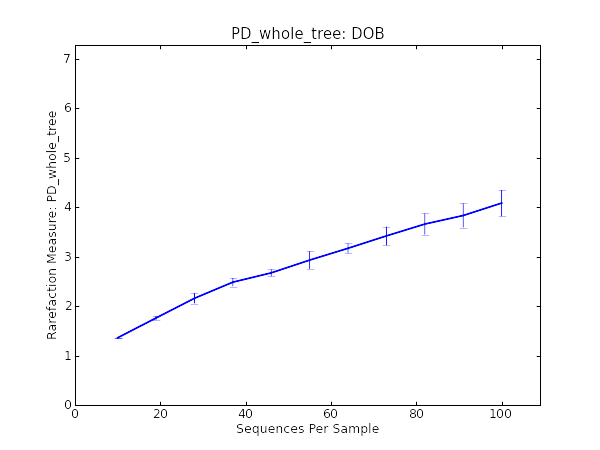 PD_whole_tree: DOB
Rarefaction Measure: PD_whole_tree
7
6
5
4
3
2
1
0
0 20 40 60 80 100
Sequences Per Sample